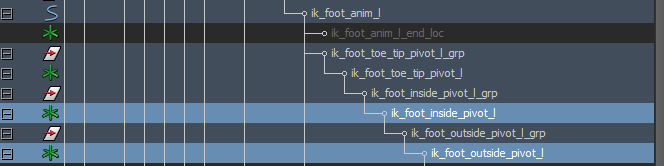 ik_foot_anim_l
ik_foot_anim_l_end_loc
ik_foot_toe_tip_pivot_l_grp
ik_foot_toe_tip_pivot_l
ik_foot_inside_pivot_l_grp
ik_foot_inside_pivot_l
ik_foot_outside_pivot_l_grp
ik_foot_outside_pivot_l